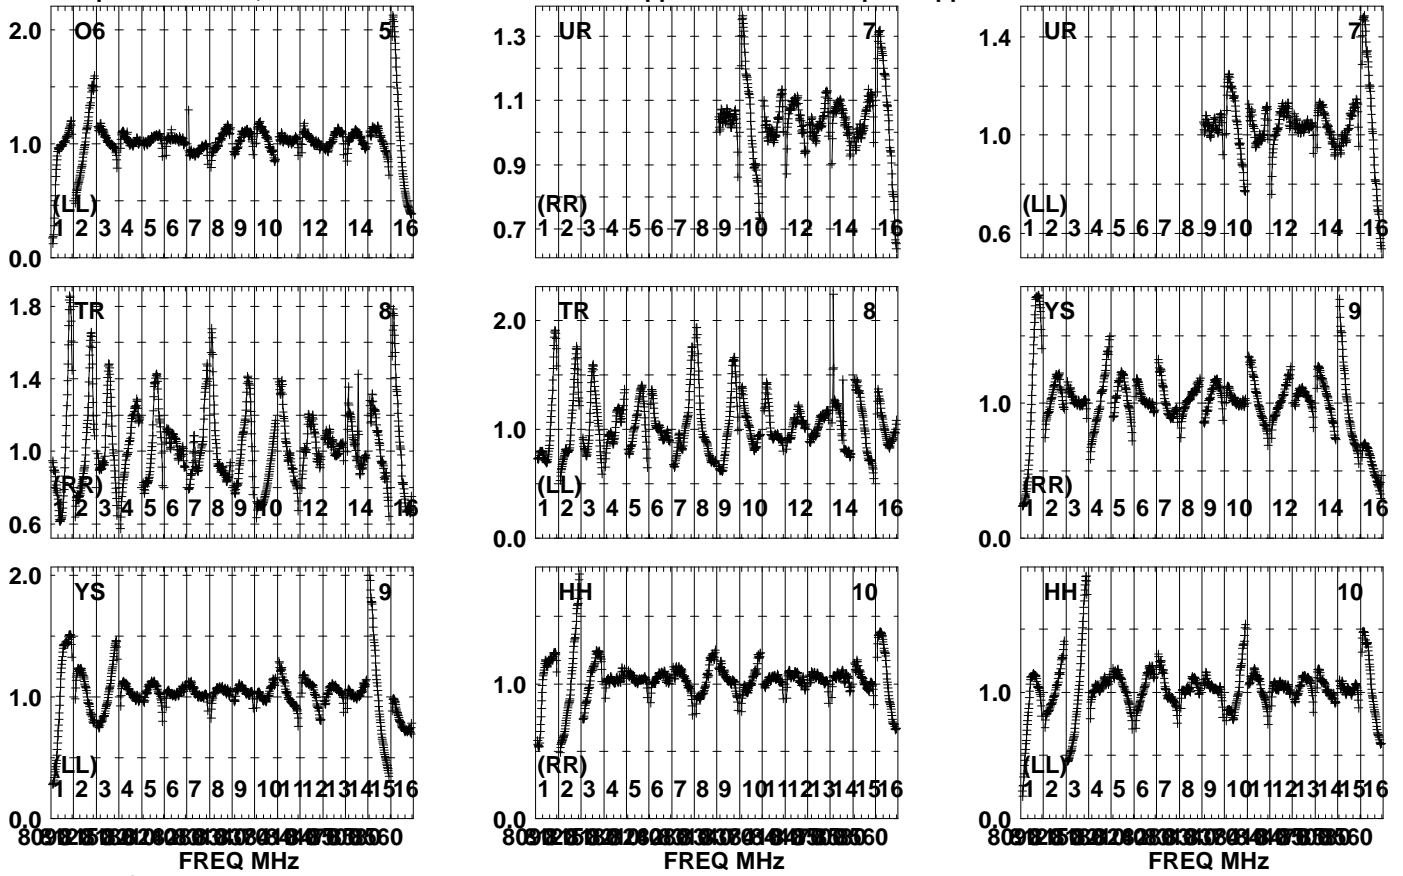 2.0 O6 5
1.0
(LL)
1 2 3 4 5 6 7 8 9 10 12 14 16
0.0
1.3 UR 7
1.1
0.9
(RR)
0.7 1 2 3 4 5 6 7 8 9 10 12 14 16
1.4 UR 7
1.0
(LL)
0.6 1 2 3 4 5 6 7 8 9 10 12 14 16
1.8 TR 8
1.4
1.0
(RR)
0.6 1 2 3 4 5 6 7 8 9 10 12 14 16
2.0 TR 8
1.0
(LL)
1 2 3 4 5 6 7 8 9 10 12 14 16
0.0
YS 9
1.0
(RR)
1 2 3 4 5 6 7 8 9 10 12 14 16
0.0
2.0 YS 9
1.0
(LL)
1 2 3 4 5 6 7 8 9 10 11 12 13 14 15 16
0.0
FREQ MHz
HH 10
1.0
(RR)
1 2 3 4 5 6 7 8 9 10 11 12 13 14 15 16
0.0
FREQ MHz
HH 10
1.0
(LL)
1 2 3 4 5 6 7 8 9 10 11 12 13 14 15 16
0.0
FREQ MHz